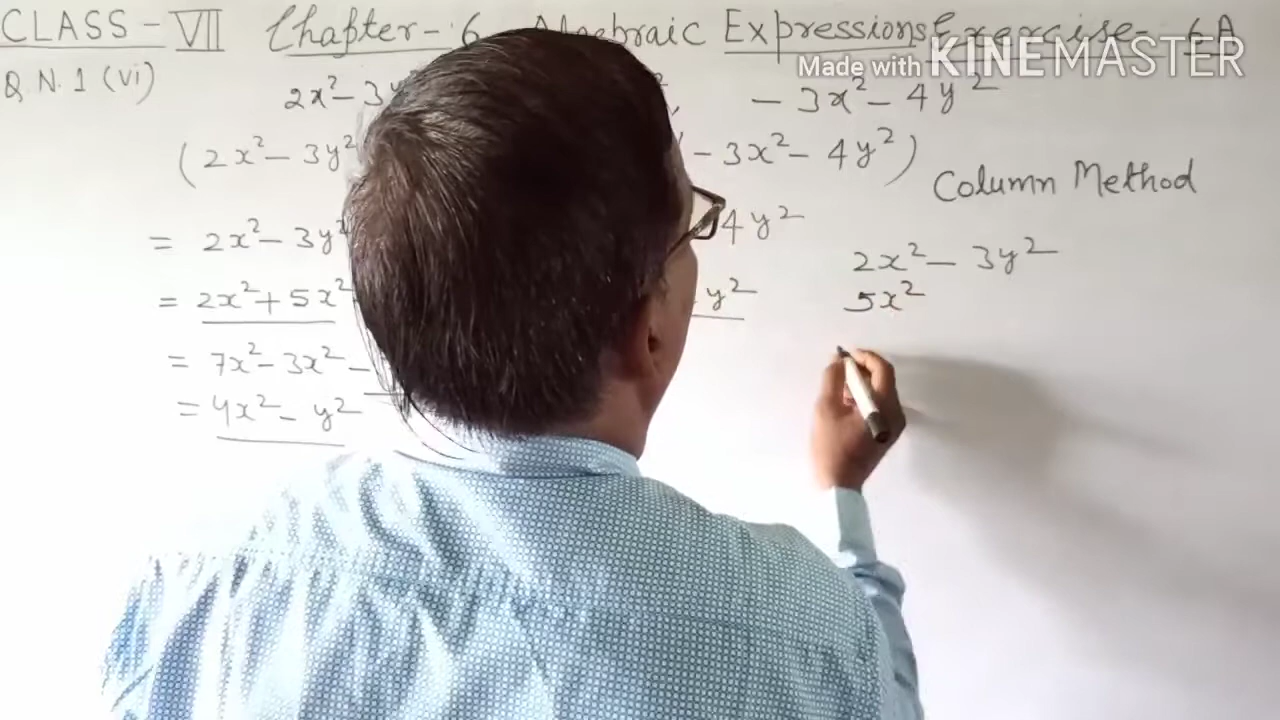 CLASS - VII Chapter - 6 Algebraic Expressions Exercise - 6A
Made with KINEMASTER
Q.N.1 (vi)
2x² - 3y - 3x² - 4y²
(2x² - 3y² - 3x² - 4y²)
Column Method
= 2x² - 3y² 4y²
= 2x² + 5x² y²
= 7x² - 3x² -
= 4x² - y²
2x² - 3y²
5x²